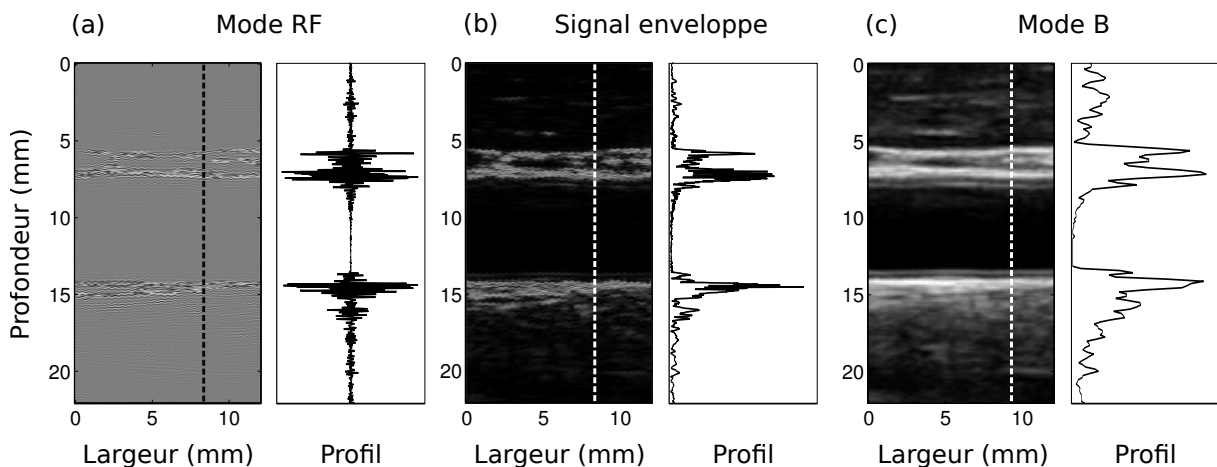 (a) Mode RF
(b) Signal enveloppe
(c) Mode B
Profondeur (mm)
0
5
10
15
20
0 5 10
Largeur (mm)
Profil
0
5
10
15
20
0 5 10
Largeur (mm)
Profil
0
5
10
15
20
0 5 10
Largeur (mm)
Profil